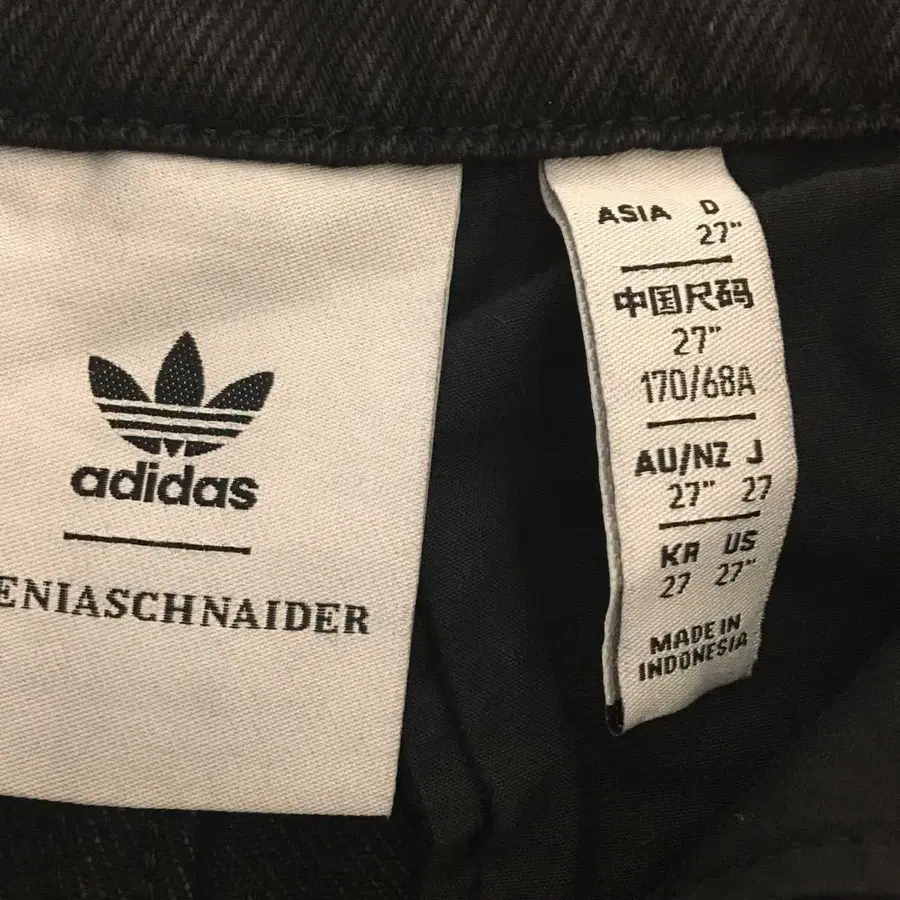 adidas
ENIASCHNAIDER
ASIA D
27"
中国尺码
27"
170/68A
AU/NZ J
27" 27
KR US
27 27"
MADE IN
INDONESIA